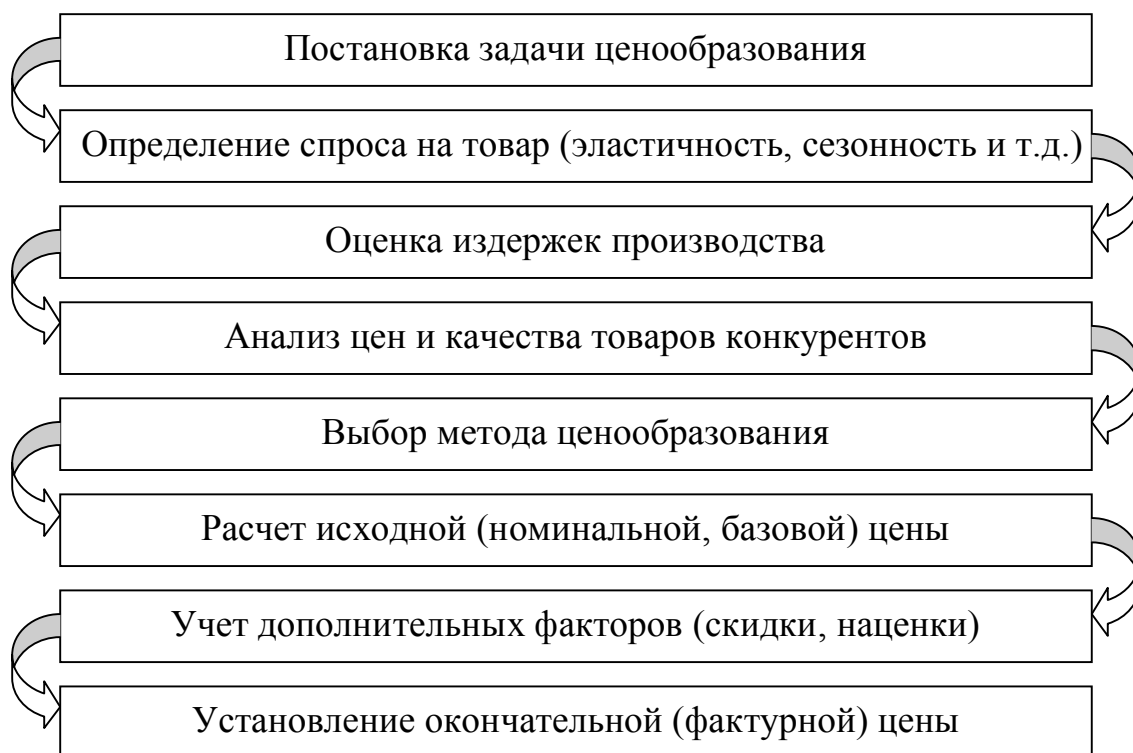 Постановка задачи ценообразования
Определение спроса на товар (эластичность, сезонность и т.д.)
Оценка издержек производства
Анализ цен и качества товаров конкурентов
Выбор метода ценообразования
Расчет исходной (номинальной, базовой) цены
Учет дополнительных факторов (скидки, наценки)
Установление окончательной (фактурной) цены